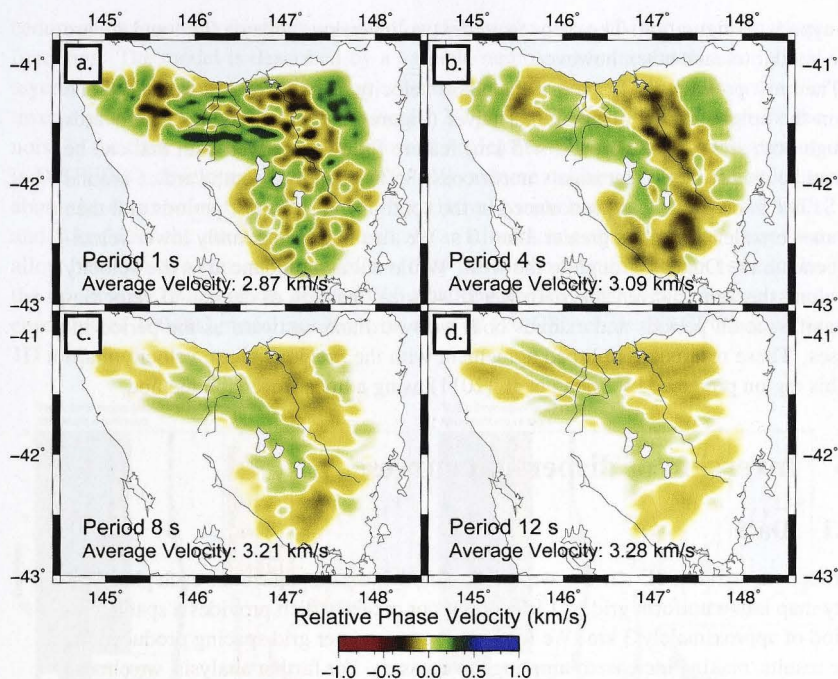 145° 146° 147° 148° 145° 146° 147° 148°
a. b.
−41° −41°
−42° −42°
Period 1 s Period 4 s
Average Velocity: 2.87 km/s Average Velocity: 3.09 km/s
−43° −43°
c. d.
−41° −41°
−42° −42°
Period 8 s Period 12 s
Average Velocity: 3.21 km/s Average Velocity: 3.28 km/s
−43° −43°
145° 146° 147° 148° 145° 146° 147° 148°
Relative Phase Velocity (km/s)
−1.0 −0.5 0.0 0.5 1.0